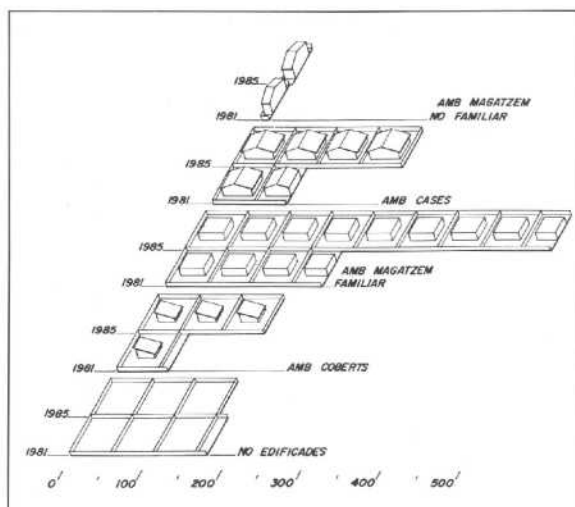 1985
1981
AMB MAGATZEM
NO FAMILIAR
1985
1981
AMB CASES
1985
1981
AMB MAGATZEM
FAMILIAR
1985
1981
AMB COBERTS
1985
1981
NO EDIFICADES
0 100 200 300 400 500